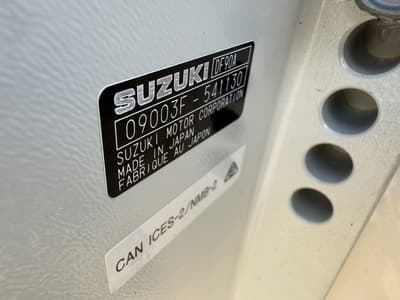 SUZUKI DF90A
09003F-541130
SUZUKI MOTOR CORPORATION
MADE IN JAPAN
FABRIQUE AU JAPON
CAN ICES-2/NMB-2